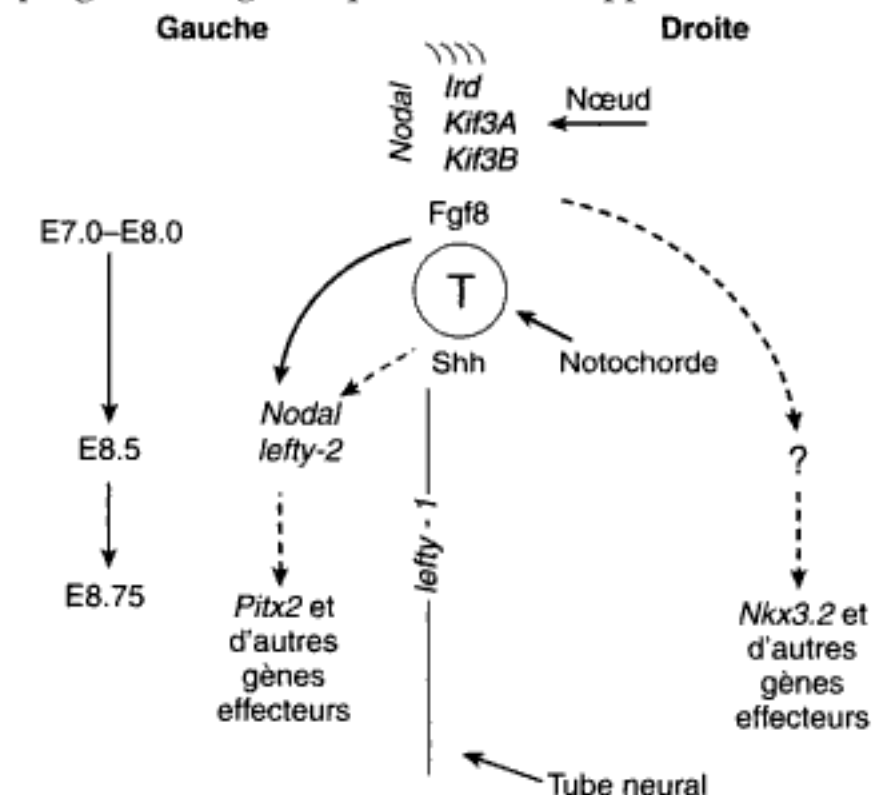 Gauche
Droite
Nodal
Ird
Kif3A
Kif3B
Nœud
Fgf8
E7.0–E8.0
T
Shh
Notochorde
Nodal
lefty-2
E8.5
?
lefty - 1
E8.75
Pitx2 et
d'autres
gènes
effecteurs
Nkx3.2 et
d'autres
gènes
effecteurs
Tube neural